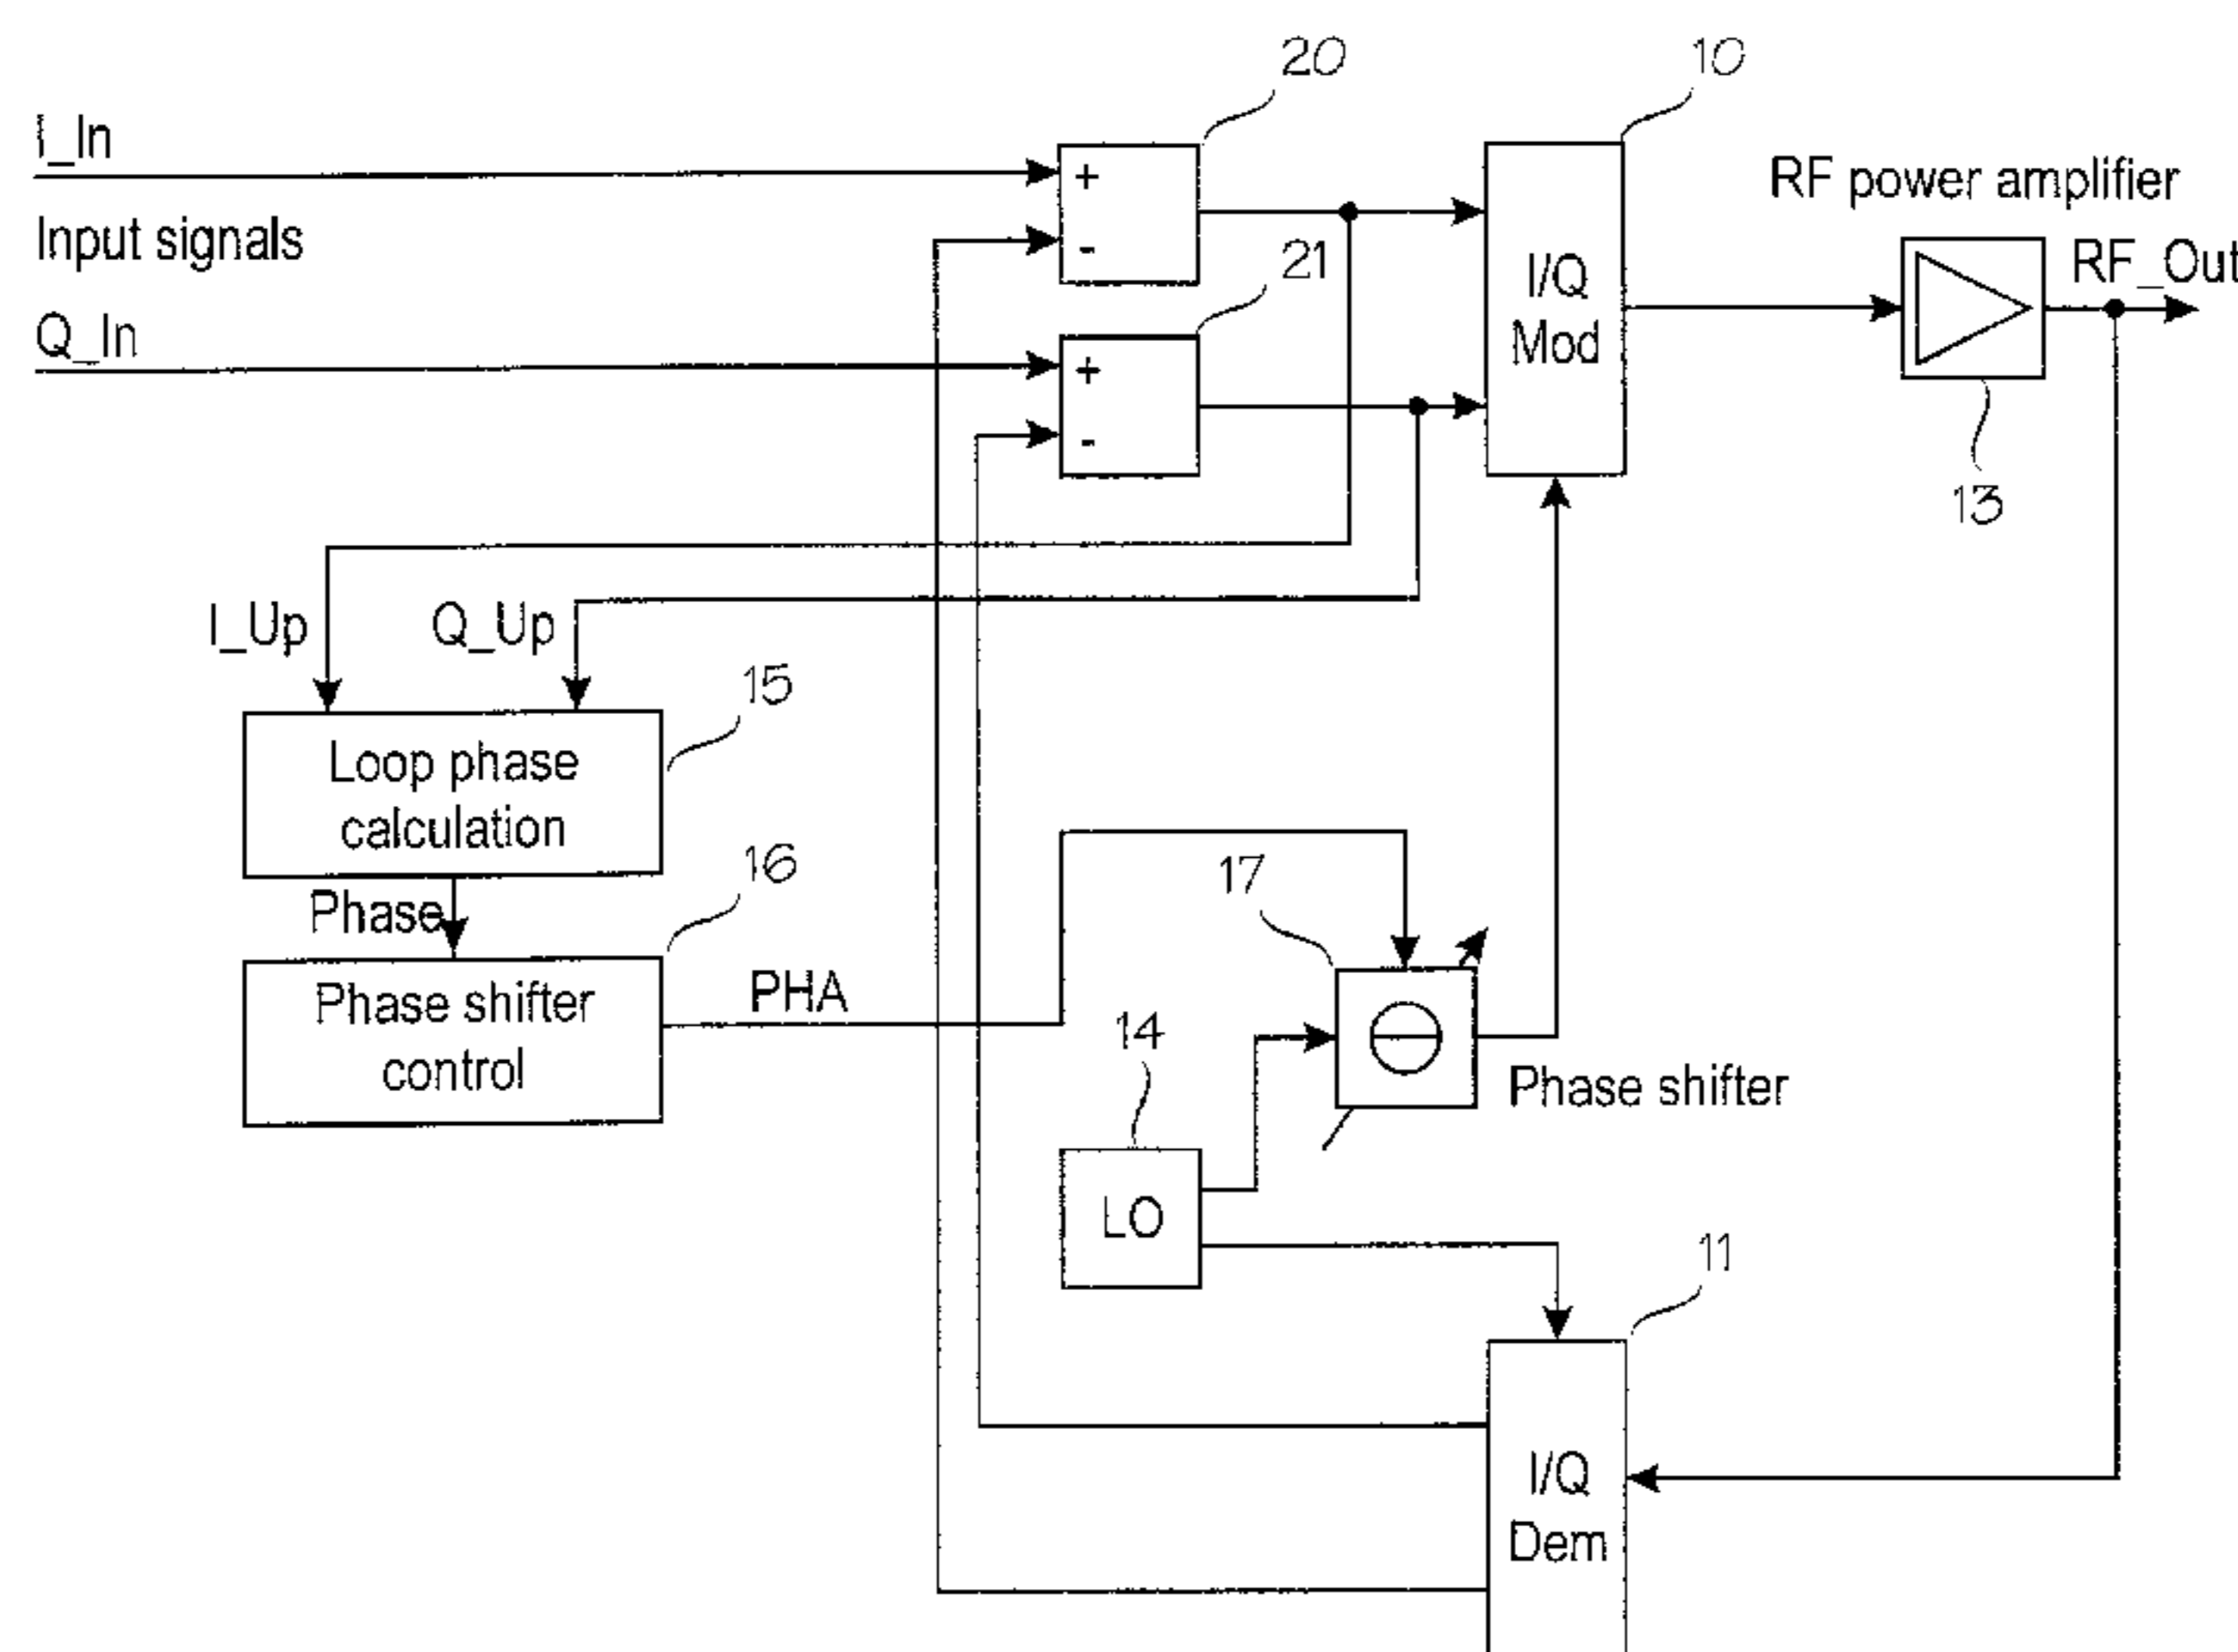 20
10
I_In
RF power amplifier
+
Input signals
-
21
I/Q
Mod
RF_Out
Q_In
+
-
13
I_Up
Q_Up
15
Loop phase
calculation
16
17
Phase
Phase shifter
control
PHA
14
Phase shifter
LO
11
I/Q
Dem